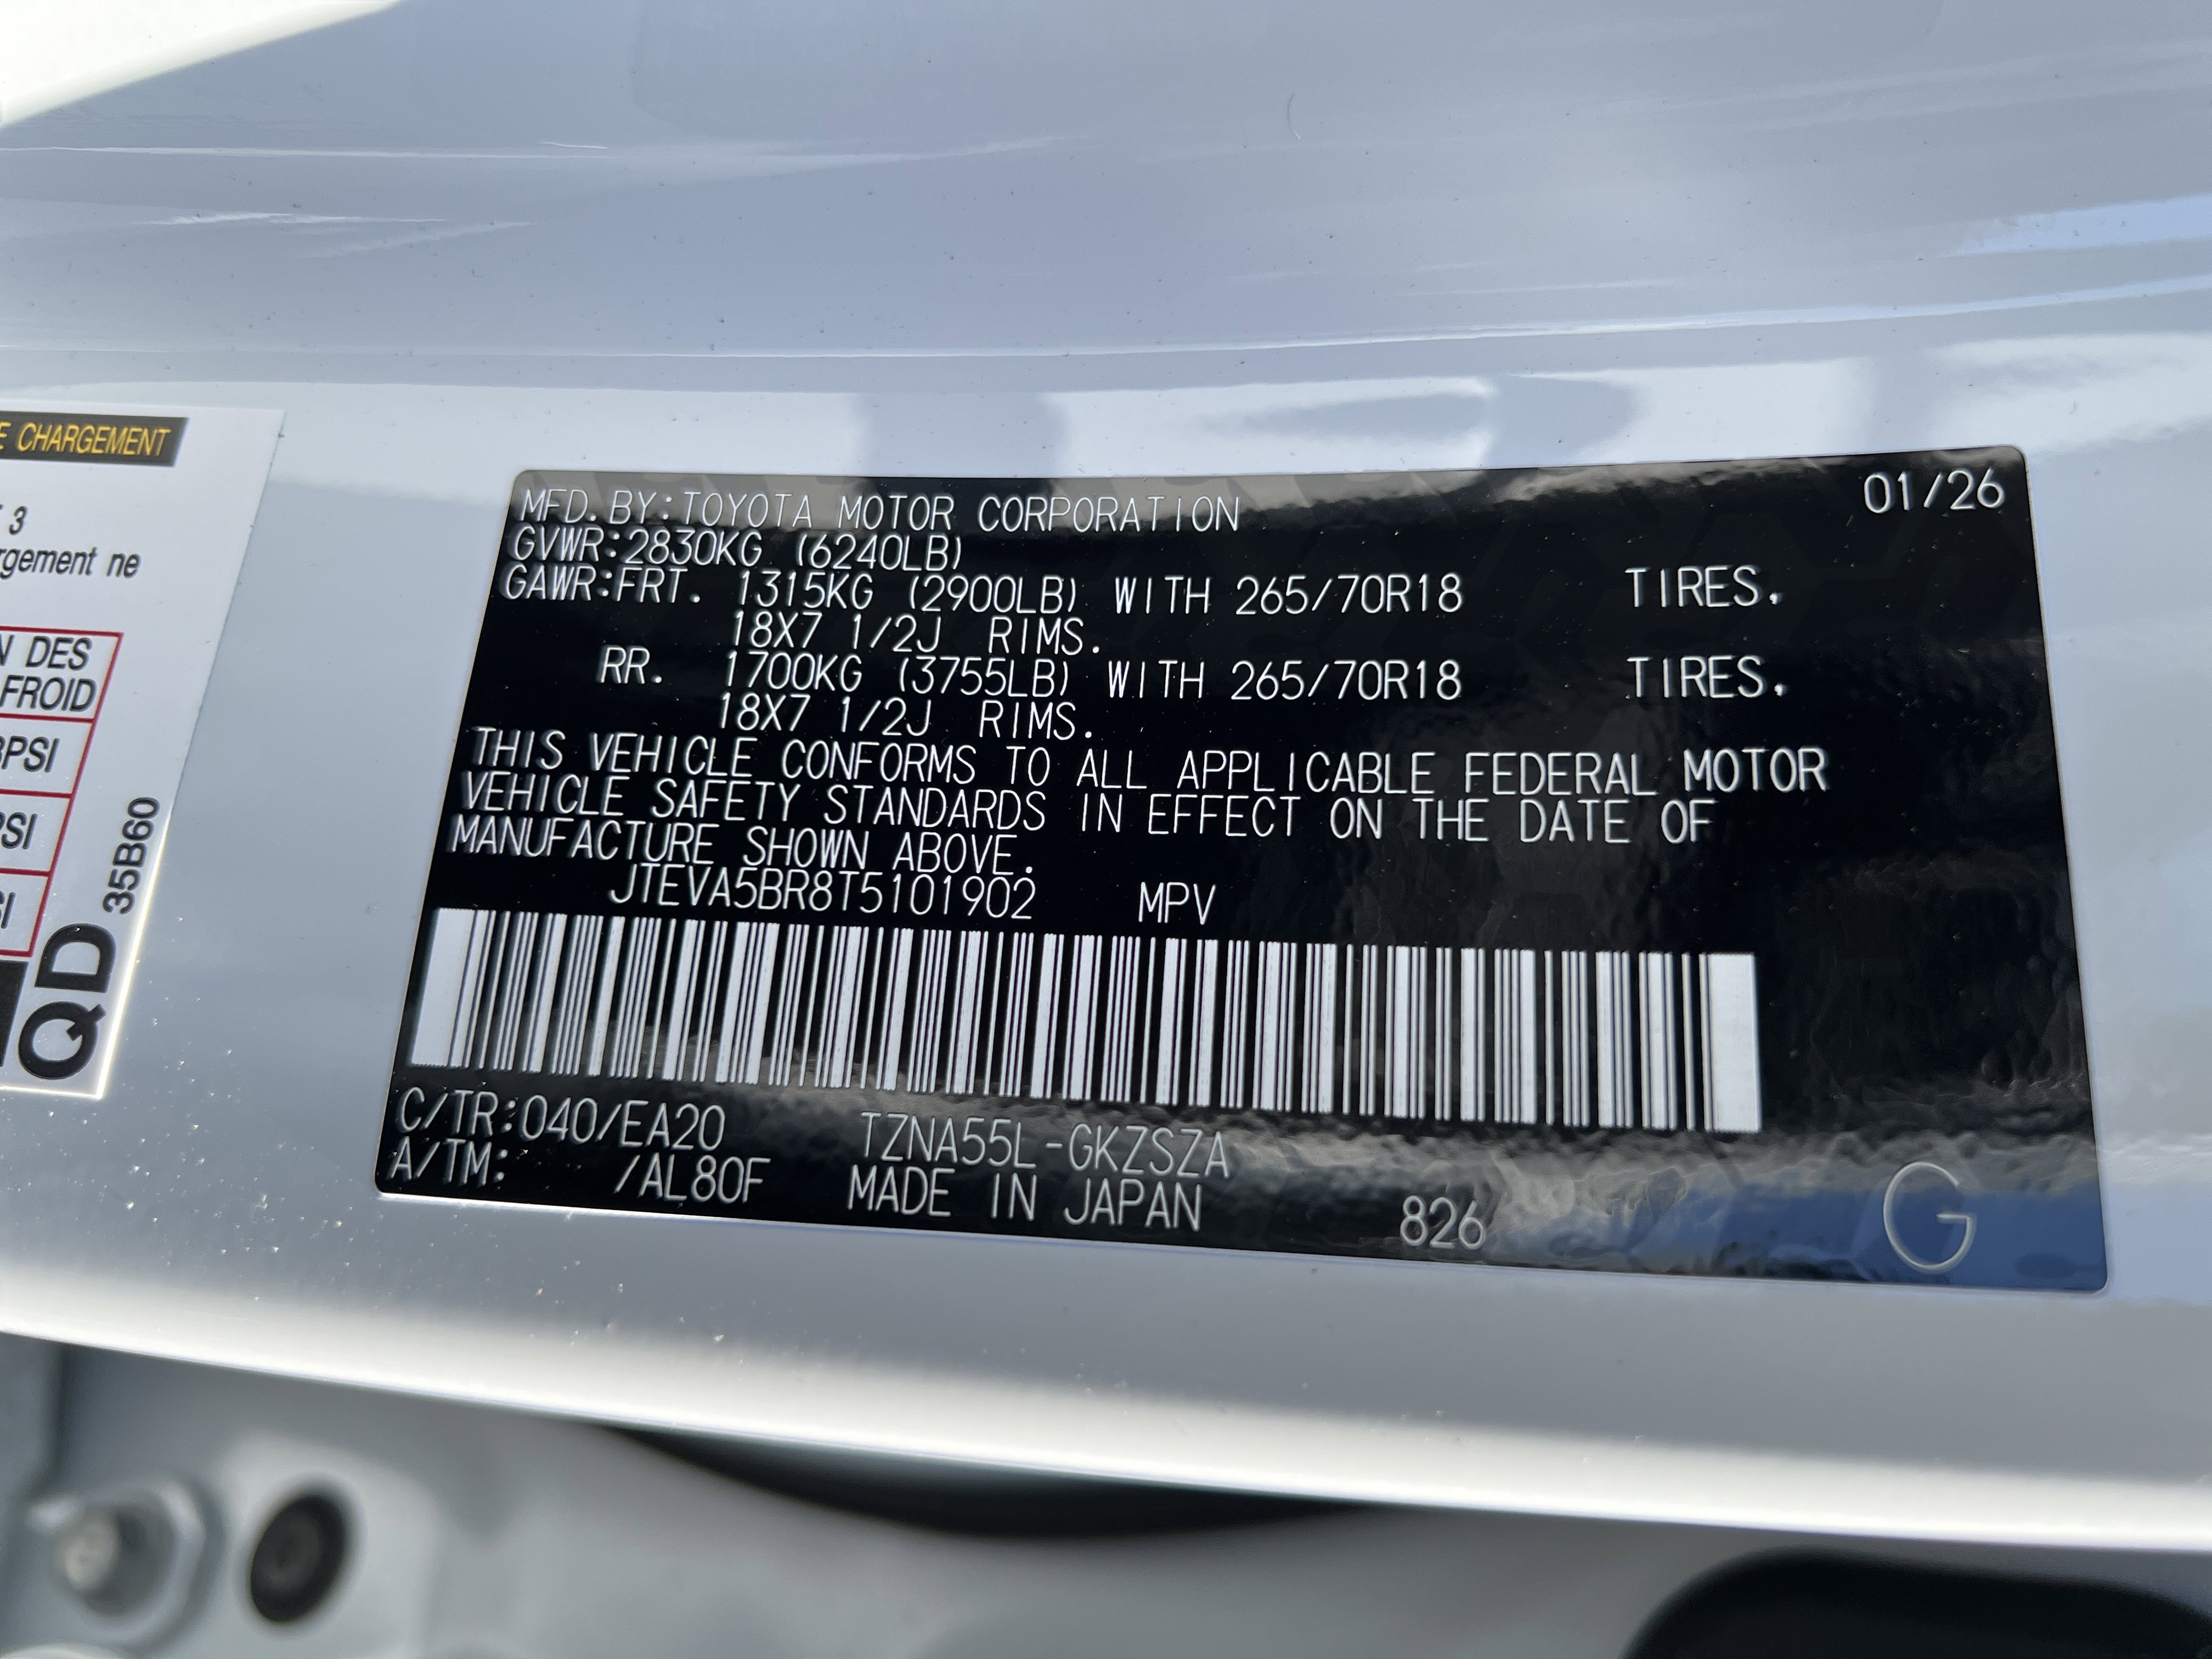 E CHARGEMENT
3
rgement ne
N DES
FROID
PSI
PSI
SI
QD 35B60
MFD.BY:TOYOTA MOTOR CORPORATION 01/26
GVWR:2830KG (6240LB)
GAWR:FRT. 1315KG (2900LB) WITH 265/70R18 TIRES.
18X7 1/2J RIMS.
RR. 1700KG (3755LB) WITH 265/70R18 TIRES.
18X7 1/2J RIMS.
THIS VEHICLE CONFORMS TO ALL APPLICABLE FEDERAL MOTOR
VEHICLE SAFETY STANDARDS IN EFFECT ON THE DATE OF
MANUFACTURE SHOWN ABOVE.
JTEVA5BR8T5101902 MPV
C/TR:040/EA20 TZNA55L-GKZSZA
A/TM: /AL80F MADE IN JAPAN 826 G